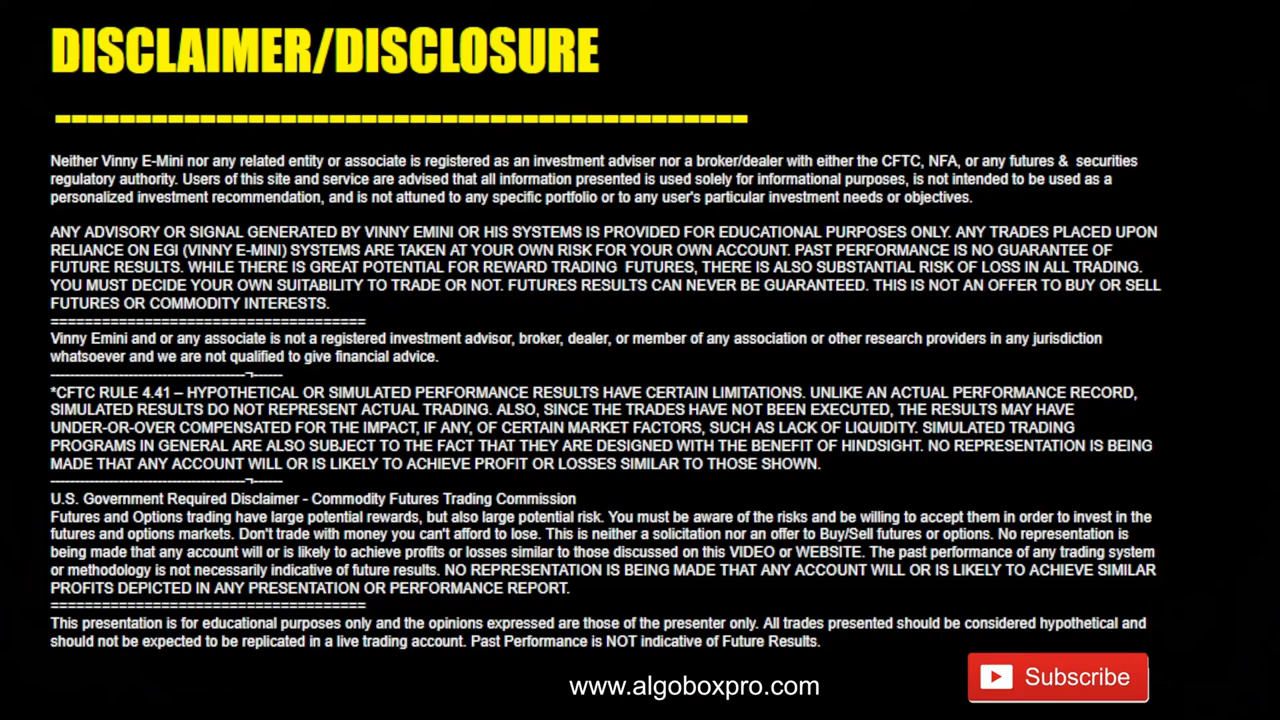 DISCLAIMER/DISCLOSURE
Neither Vinny E-Mini nor any related entity or associate is registered as an investment adviser nor a broker/dealer with either the CFTC, NFA, or any futures & securities
regulatory authority. Users of this site and service are advised that all information presented is used solely for informational purposes, is not intended to be used as a
personalized investment recommendation, and is not attuned to any specific portfolio or to any user's particular investment needs or objectives.
ANY ADVISORY OR SIGNAL GENERATED BY VINNY EMINI OR HIS SYSTEMS IS PROVIDED FOR EDUCATIONAL PURPOSES ONLY. ANY TRADES PLACED UPON
RELIANCE ON EGI (VINNY E-MINI) SYSTEMS ARE TAKEN AT YOUR OWN RISK FOR YOUR OWN ACCOUNT. PAST PERFORMANCE IS NO GUARANTEE OF
FUTURE RESULTS. WHILE THERE IS GREAT POTENTIAL FOR REWARD TRADING FUTURES, THERE IS ALSO SUBSTANTIAL RISK OF LOSS IN ALL TRADING.
YOU MUST DECIDE YOUR OWN SUITABILITY TO TRADE OR NOT. FUTURES RESULTS CAN NEVER BE GUARANTEED. THIS IS NOT AN OFFER TO BUY OR SELL
FUTURES OR COMMODITY INTERESTS.
====================================
Vinny Emini and or any associate is not a registered investment advisor, broker, dealer, or member of any association or other research providers in any jurisdiction
whatsoever and we are not qualified to give financial advice.
-----------------------------------------¬------
*CFTC RULE 4.41 – HYPOTHETICAL OR SIMULATED PERFORMANCE RESULTS HAVE CERTAIN LIMITATIONS. UNLIKE AN ACTUAL PERFORMANCE RECORD,
SIMULATED RESULTS DO NOT REPRESENT ACTUAL TRADING. ALSO, SINCE THE TRADES HAVE NOT BEEN EXECUTED, THE RESULTS MAY HAVE
UNDER-OR-OVER COMPENSATED FOR THE IMPACT, IF ANY, OF CERTAIN MARKET FACTORS, SUCH AS LACK OF LIQUIDITY. SIMULATED TRADING
PROGRAMS IN GENERAL ARE ALSO SUBJECT TO THE FACT THAT THEY ARE DESIGNED WITH THE BENEFIT OF HINDSIGHT. NO REPRESENTATION IS BEING
MADE THAT ANY ACCOUNT WILL OR IS LIKELY TO ACHIEVE PROFIT OR LOSSES SIMILAR TO THOSE SHOWN.
-----------------------------------------¬------
U.S. Government Required Disclaimer - Commodity Futures Trading Commission
Futures and Options trading have large potential rewards, but also large potential risk. You must be aware of the risks and be willing to accept them in order to invest in the
futures and options markets. Don't trade with money you can't afford to lose. This is neither a solicitation nor an offer to Buy/Sell futures or options. No representation is
being made that any account will or is likely to achieve profits or losses similar to those discussed on this VIDEO or WEBSITE. The past performance of any trading system
or methodology is not necessarily indicative of future results. NO REPRESENTATION IS BEING MADE THAT ANY ACCOUNT WILL OR IS LIKELY TO ACHIEVE SIMILAR
PROFITS DEPICTED IN ANY PRESENTATION OR PERFORMANCE REPORT.
====================================
This presentation is for educational purposes only and the opinions expressed are those of the presenter only. All trades presented should be considered hypothetical and
should not be expected to be replicated in a live trading account. Past Performance is NOT indicative of Future Results.
www.algoboxpro.com
Subscribe